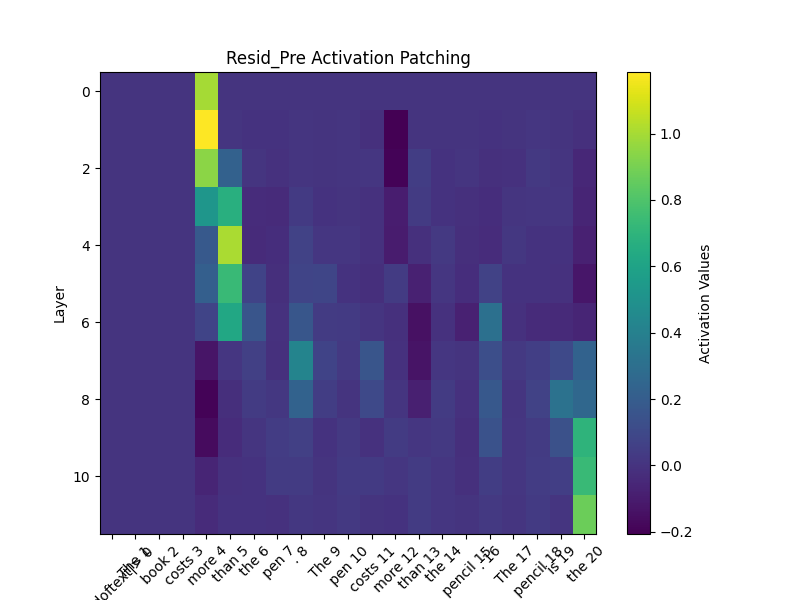 Resid_Pre Activation Patching
Layer
0
2
4
6
8
10
The 1
book 2
costs 3
more 4
than 5
the 6
pen 7
. 8
The 9
pen 10
costs 11
more 12
than 13
the 14
pencil 15
. 16
The 17
pencil 18
is 19
the 20
1.0
0.8
0.6
0.4
0.2
0.0
−0.2
Activation Values